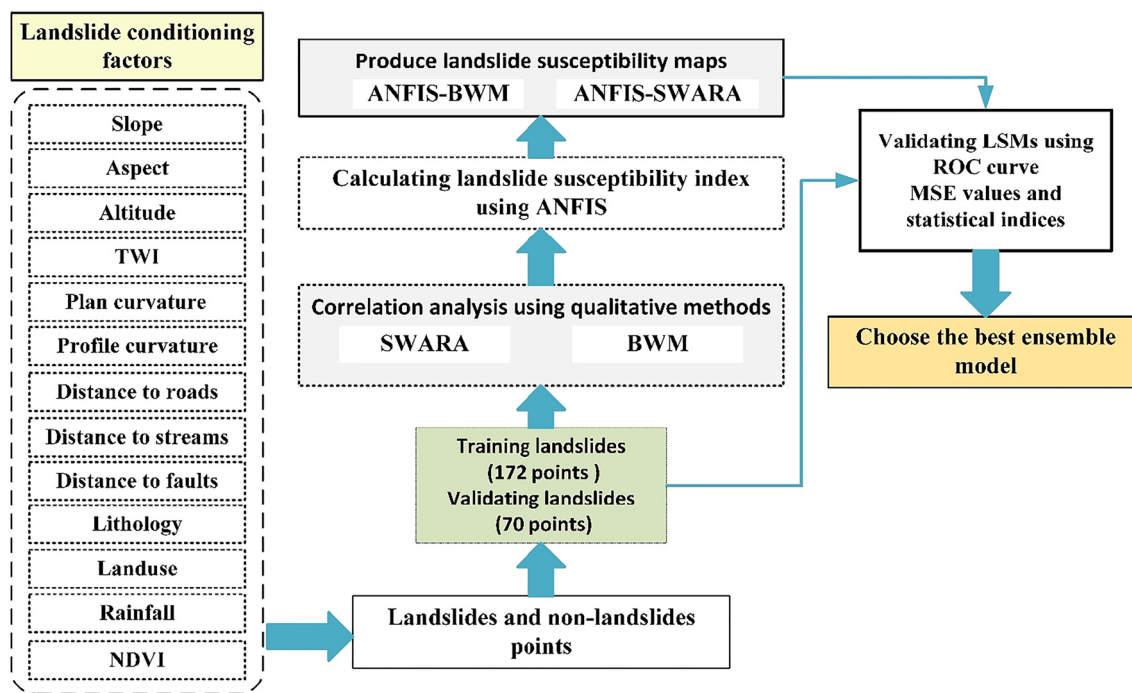 Landslide conditioning
factors
Slope
Aspect
Altitude
TWI
Plan curvature
Profile curvature
Distance to roads
Distance to streams
Distance to faults
Lithology
Landuse
Rainfall
NDVI
Produce landslide susceptibility maps
ANFIS-BWM ANFIS-SWARA
Calculating landslide susceptibility index
using ANFIS
Correlation analysis using qualitative methods
SWARA BWM
Training landslides
(172 points )
Validating landslides
(70 points)
Landslides and non-landslides
points
Validating LSMs using
ROC curve
MSE values and
statistical indices
Choose the best ensemble
model